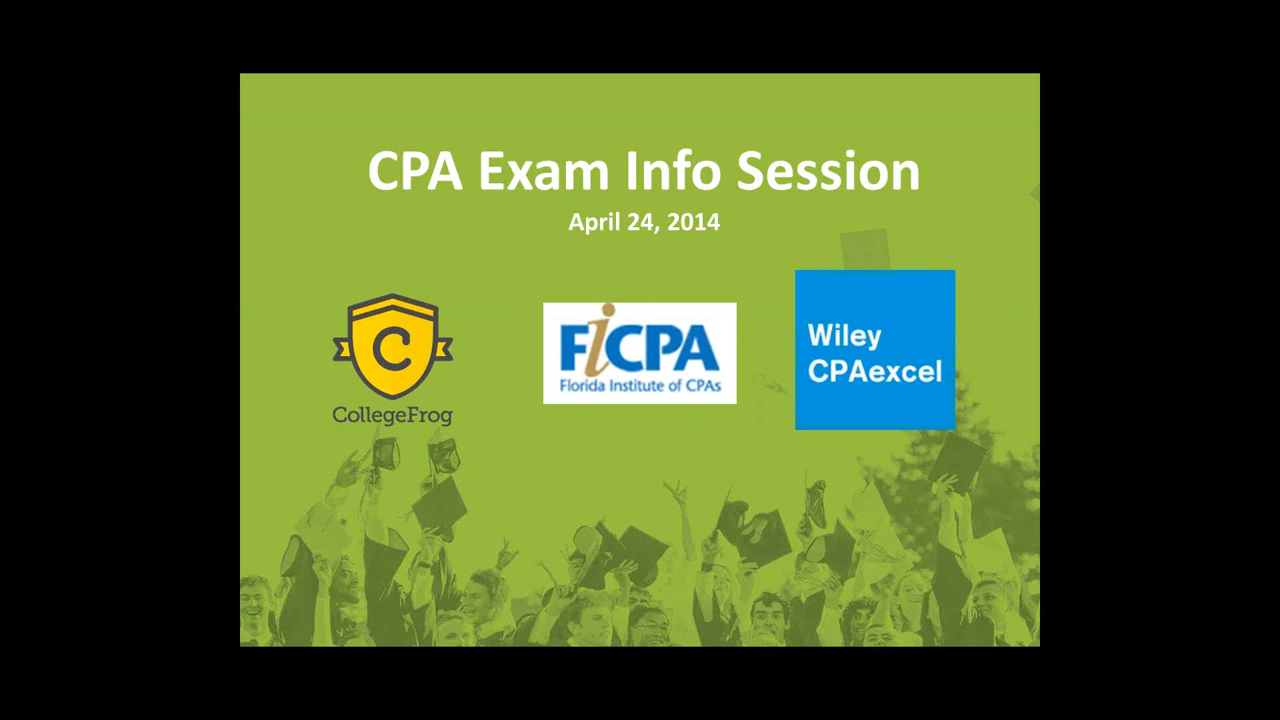 CPA Exam Info Session
April 24, 2014
C
CollegeFrog
FiCPA
Florida Institute of CPAs
Wiley
CPAexcel